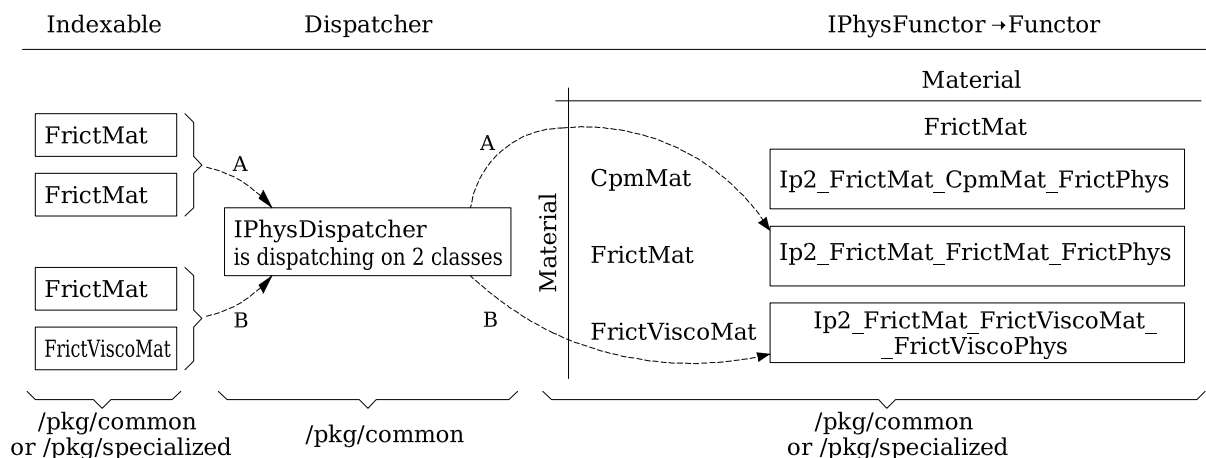 Indexable Dispatcher IPhysFunctor→Functor
Material
FrictMat
FrictMat
FrictMat
A
A
Material
CpmMat
FrictMat
FrictViscoMat
Ip2_FrictMat_CpmMat_FrictPhys
Ip2_FrictMat_FrictMat_FrictPhys
Ip2_FrictMat_FrictViscoMat_
_FrictViscoPhys
IPhysDispatcher
is dispatching on 2 classes
FrictMat
FrictViscoMat
B
B
/pkg/common
or /pkg/specialized
/pkg/common
/pkg/common
or /pkg/specialized